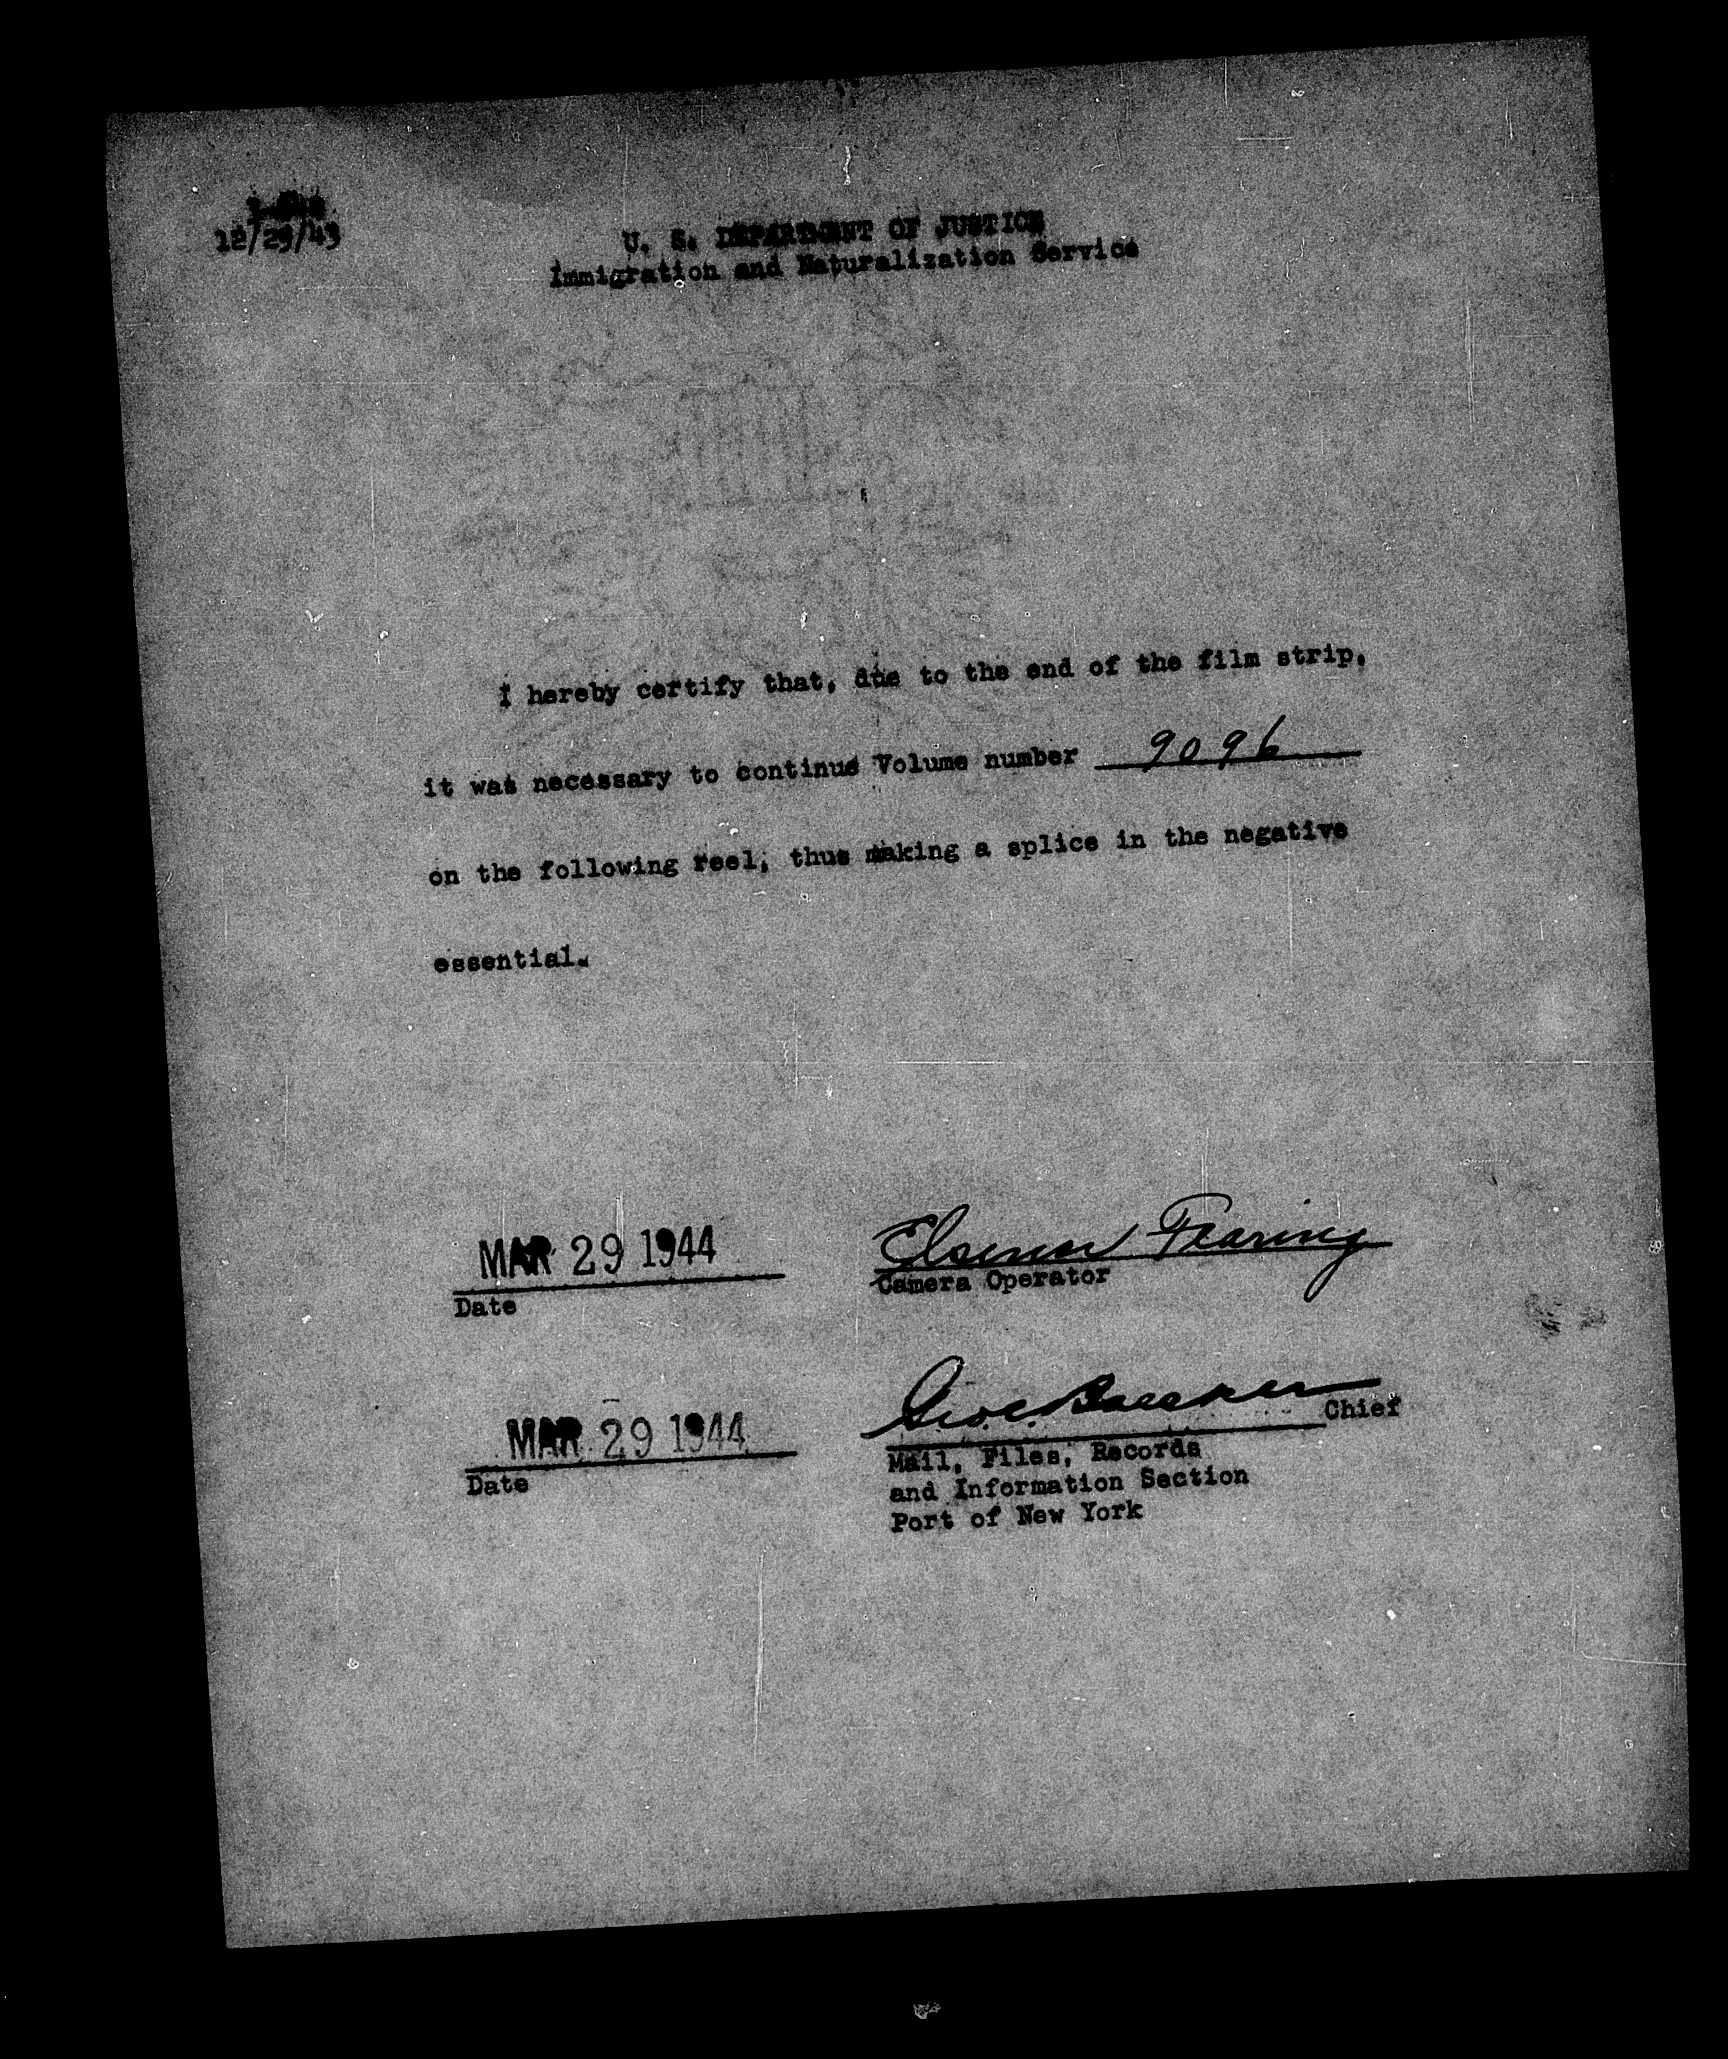 12/29/43
U. S. DEPARTMENT OF JUSTICE
Immigration and Naturalization Service
I hereby certify that, due to the end of the film strip,
it was necessary to continue Volume number 9096
on the following reel, thus making a splice in the negative
essential.
MAR 29 1944
Date
Elsinor Fearing
Camera Operator
MAR 29 1944
Date
Geo. C. Chief
Mail, Files, Records
and Information Section
Port of New York